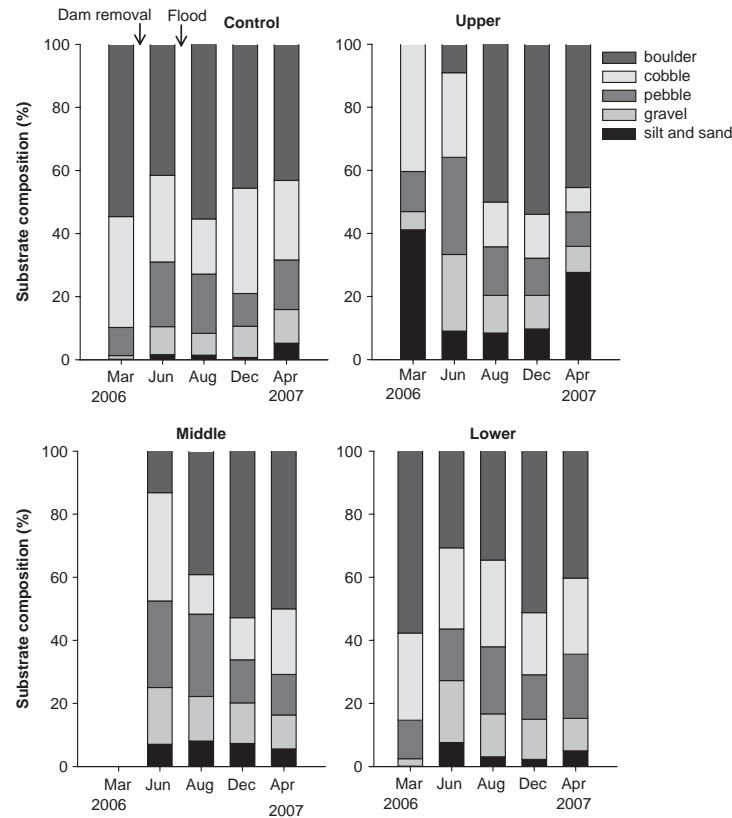 Dam removal Flood
Control
Upper
Substrate composition (%)
100
80
60
40
20
0
Mar Jun Aug Dec Apr
2006 2007
100
80
60
40
20
0
Mar Jun Aug Dec Apr
2006 2007
boulder
cobble
pebble
gravel
silt and sand
Middle
Lower
Substrate composition (%)
100
80
60
40
20
0
Mar Jun Aug Dec Apr
2006 2007
100
80
60
40
20
0
Mar Jun Aug Dec Apr
2006 2007